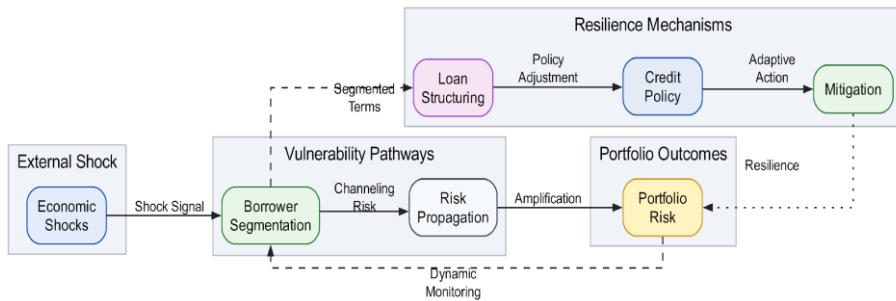 Resilience Mechanisms
Segmented
Terms
Loan
Structuring
Policy
Adjustment
Credit
Policy
Adaptive
Action
Mitigation
External Shock
Economic
Shocks
Shock Signal
Vulnerability Pathways
Borrower
Segmentation
Channeling
Risk
Risk
Propagation
Amplification
Portfolio Outcomes
Portfolio
Risk
Resilience
Dynamic
Monitoring